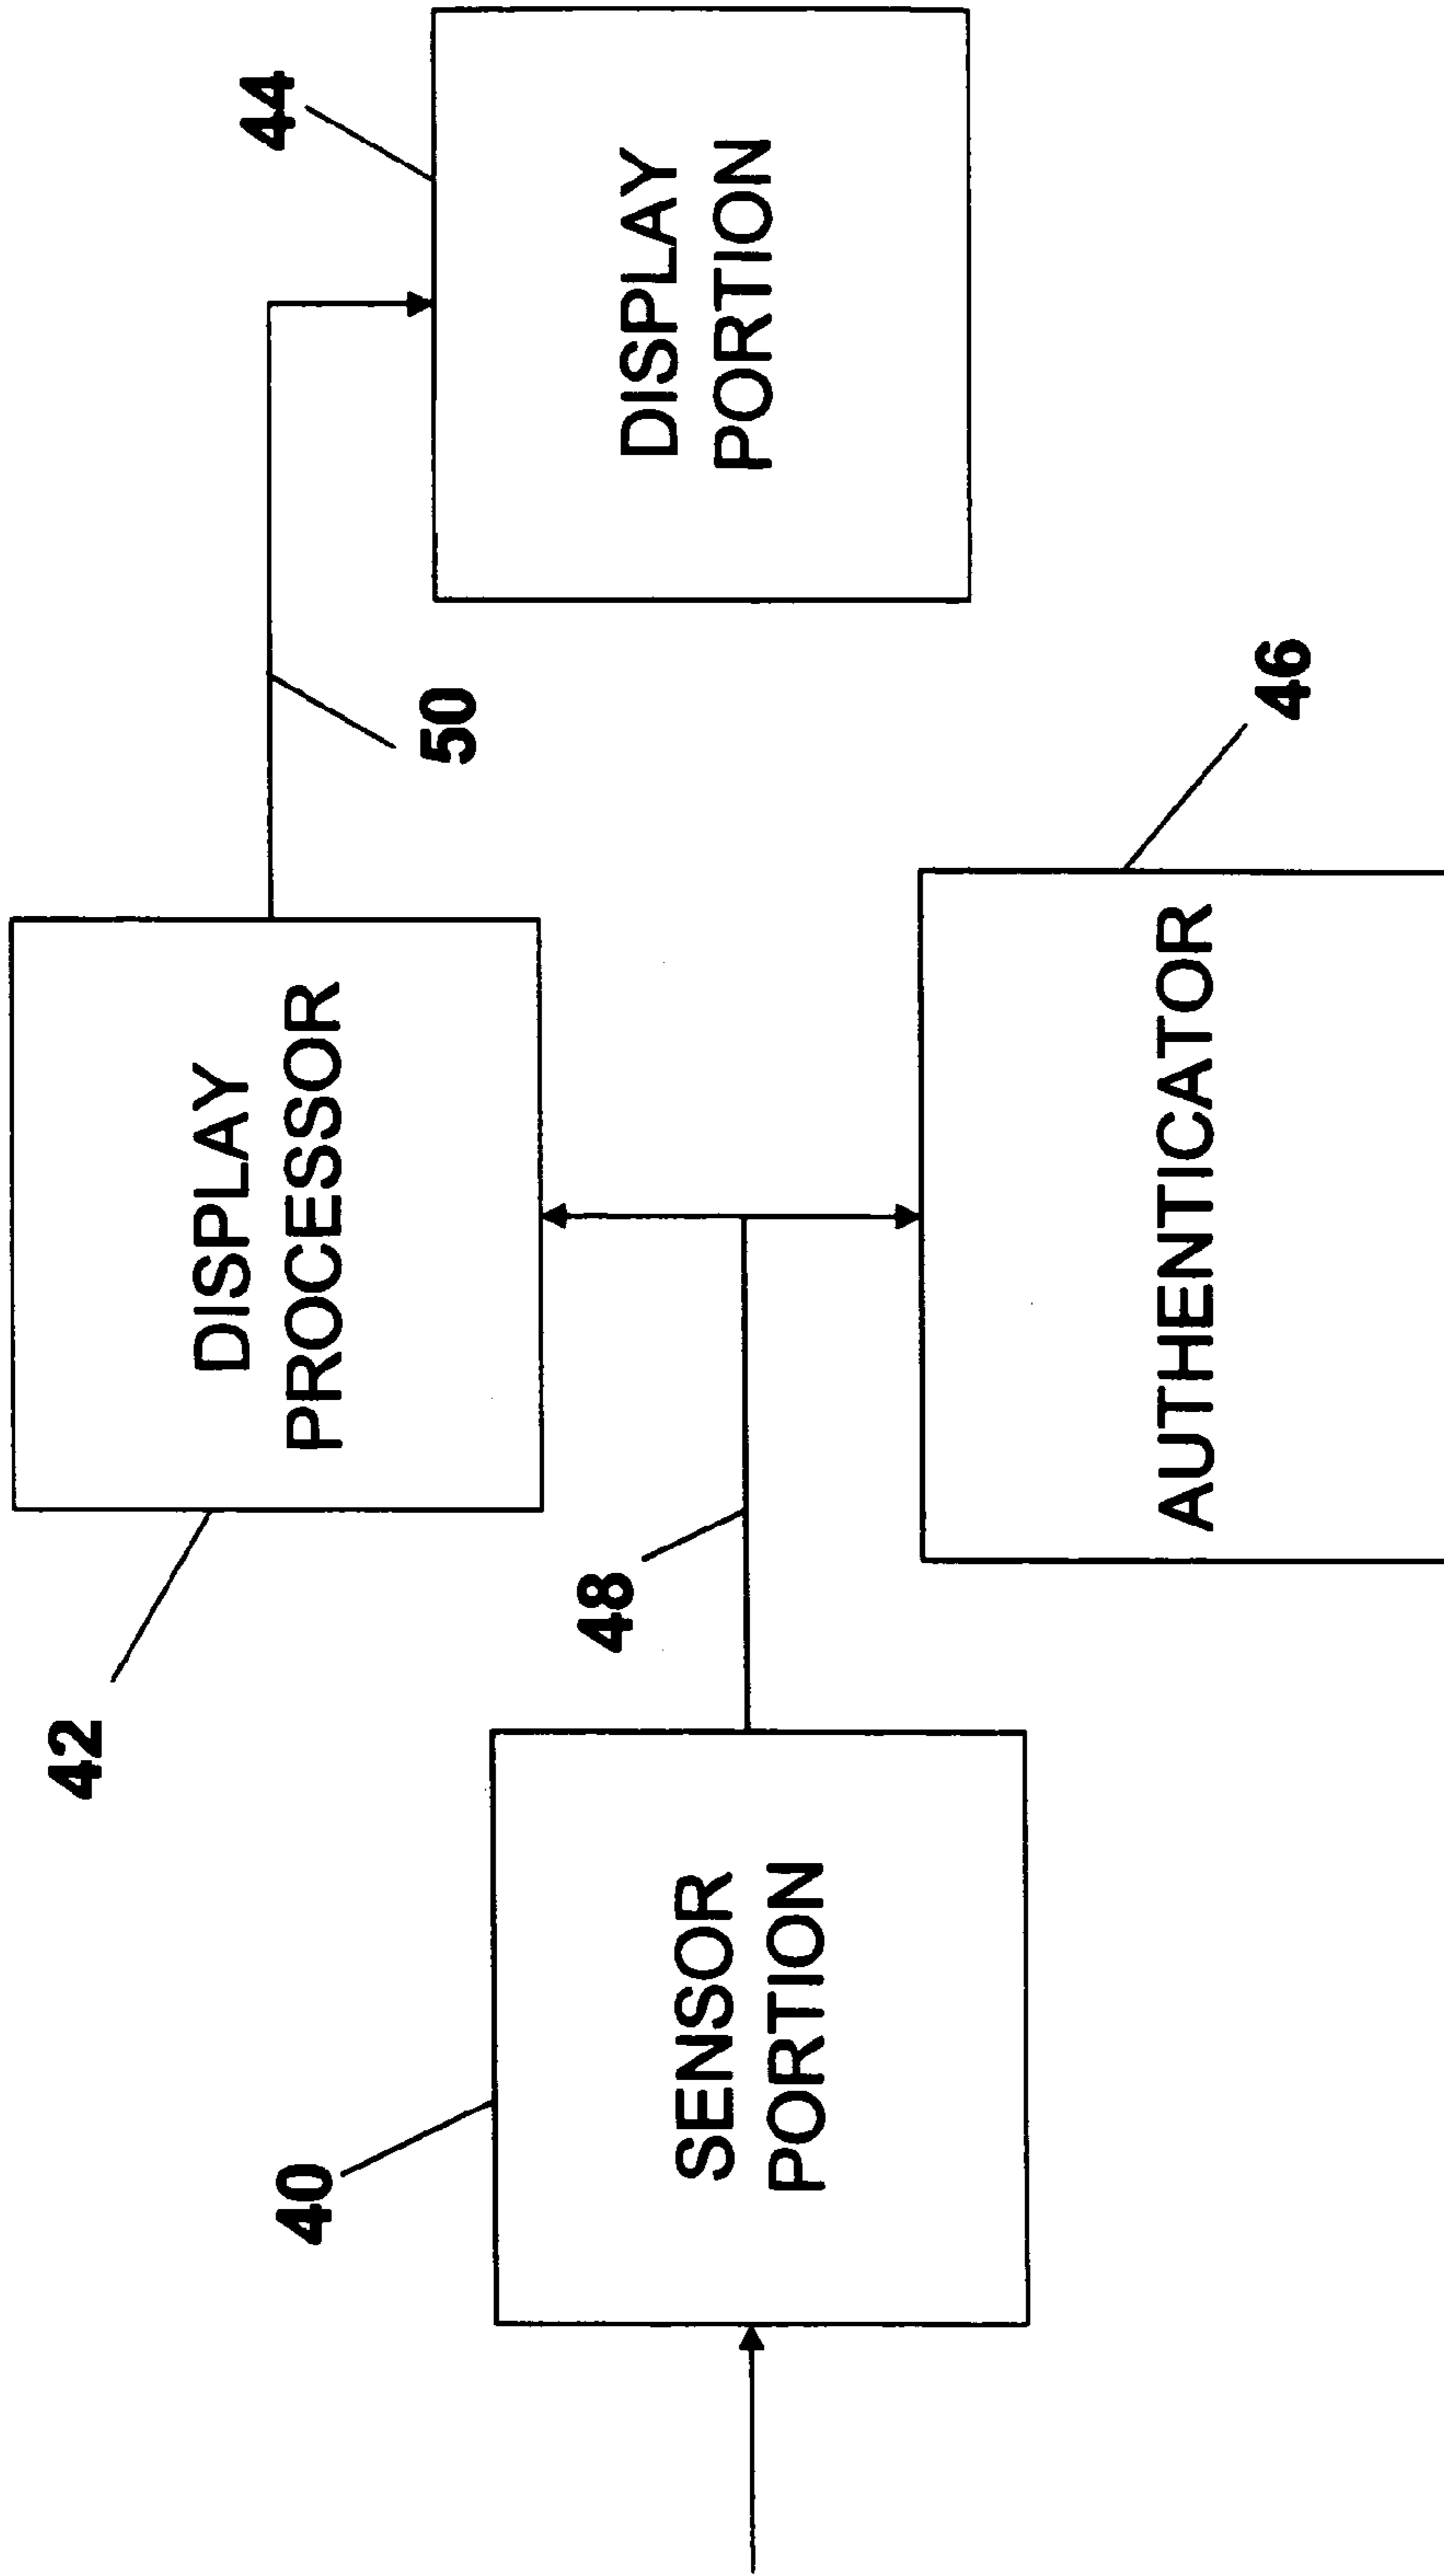 42
DISPLAY
PROCESSOR
50
44
DISPLAY
PORTION
40
SENSOR
PORTION
48
AUTHENTICATOR
46